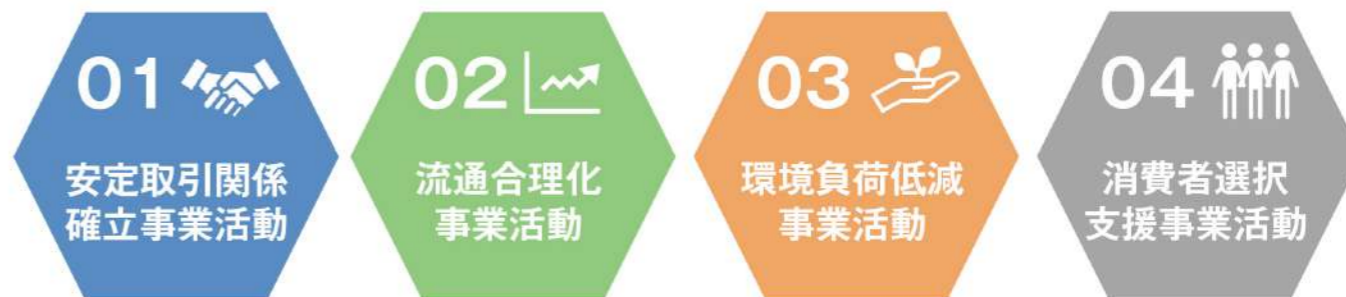 01
安定取引関係
確立事業活動
02
流通合理化
事業活動
03
環境負荷低減
事業活動
04
消費者選択
支援事業活動